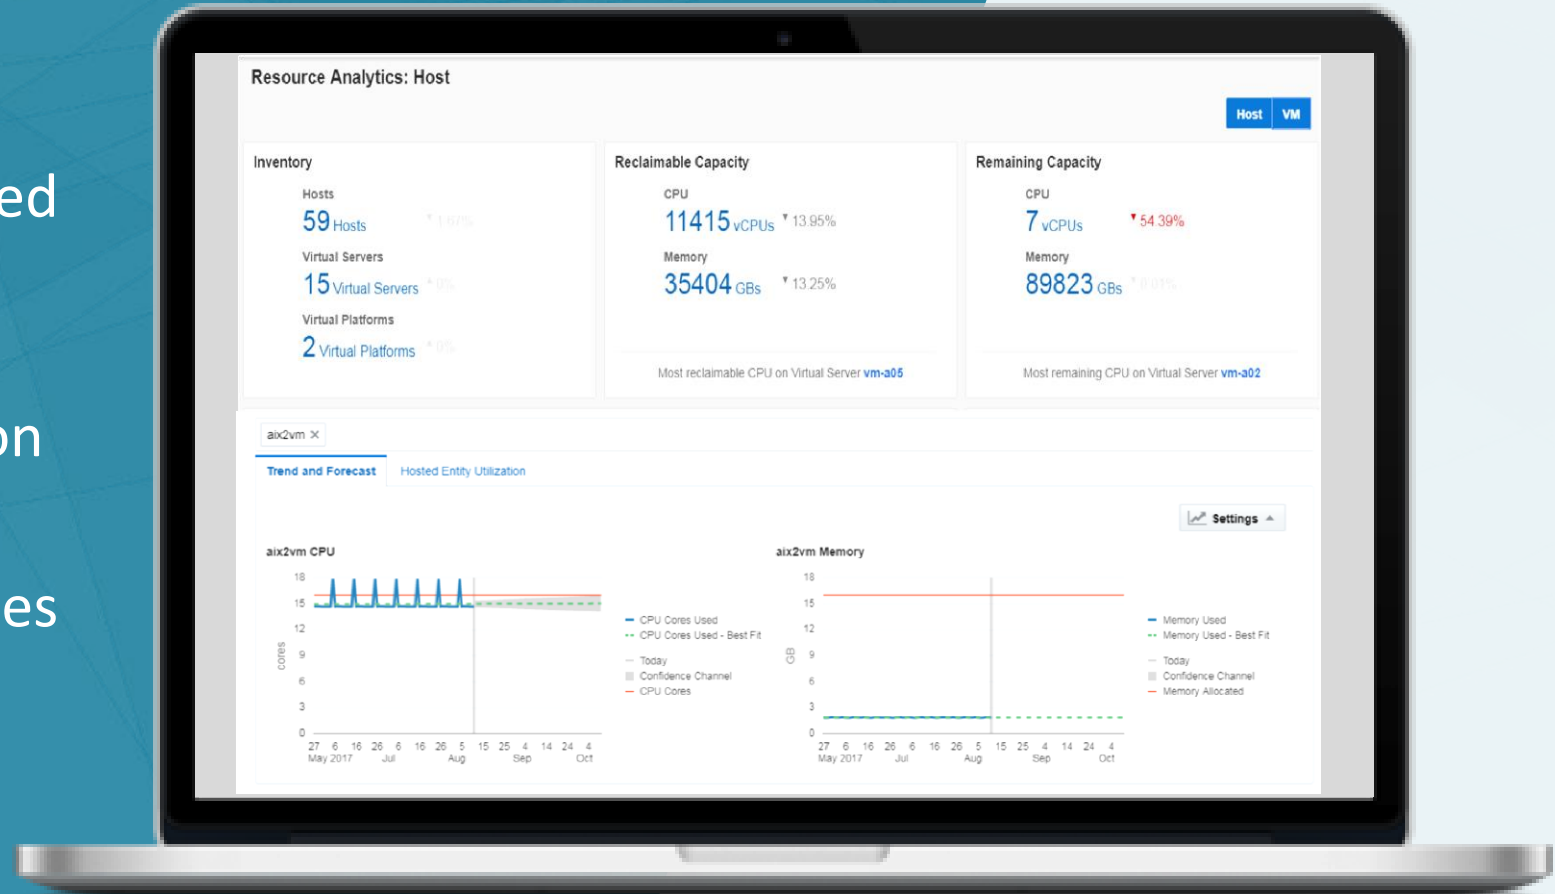 ed
on
es
Resource Analytics: Host
Host VM
Inventory
Hosts
59 Hosts ▼ 1.67%
Virtual Servers
15 Virtual Servers ▲ 0%
Virtual Platforms
2 Virtual Platforms ▲ 0%
Reclaimable Capacity
CPU
11415 vCPUs ▼ 13.95%
Memory
35404 GBs ▼ 13.25%
Most reclaimable CPU on Virtual Server vm-a05
Remaining Capacity
CPU
7 vCPUs ▼ 54.39%
Memory
89823 GBs
Most remaining CPU on Virtual Server vm-a02
aix2vm ×
Trend and Forecast Hosted Entity Utilization
Settings
aix2vm CPU
18
15
12
9
6
3
0
cores
27 6 16 26 6 16 26 5 15 25 4 14 24 4
May 2017 Jul Aug Sep Oct
CPU Cores Used
CPU Cores Used - Best Fit
Today
Confidence Channel
CPU Cores
aix2vm Memory
18
15
12
9
6
3
0
GB
27 6 16 26 6 16 26 5 15 25 4 14 24 4
May 2017 Jul Aug Sep Oct
Memory Used
Memory Used - Best Fit
Today
Confidence Channel
Memory Allocated